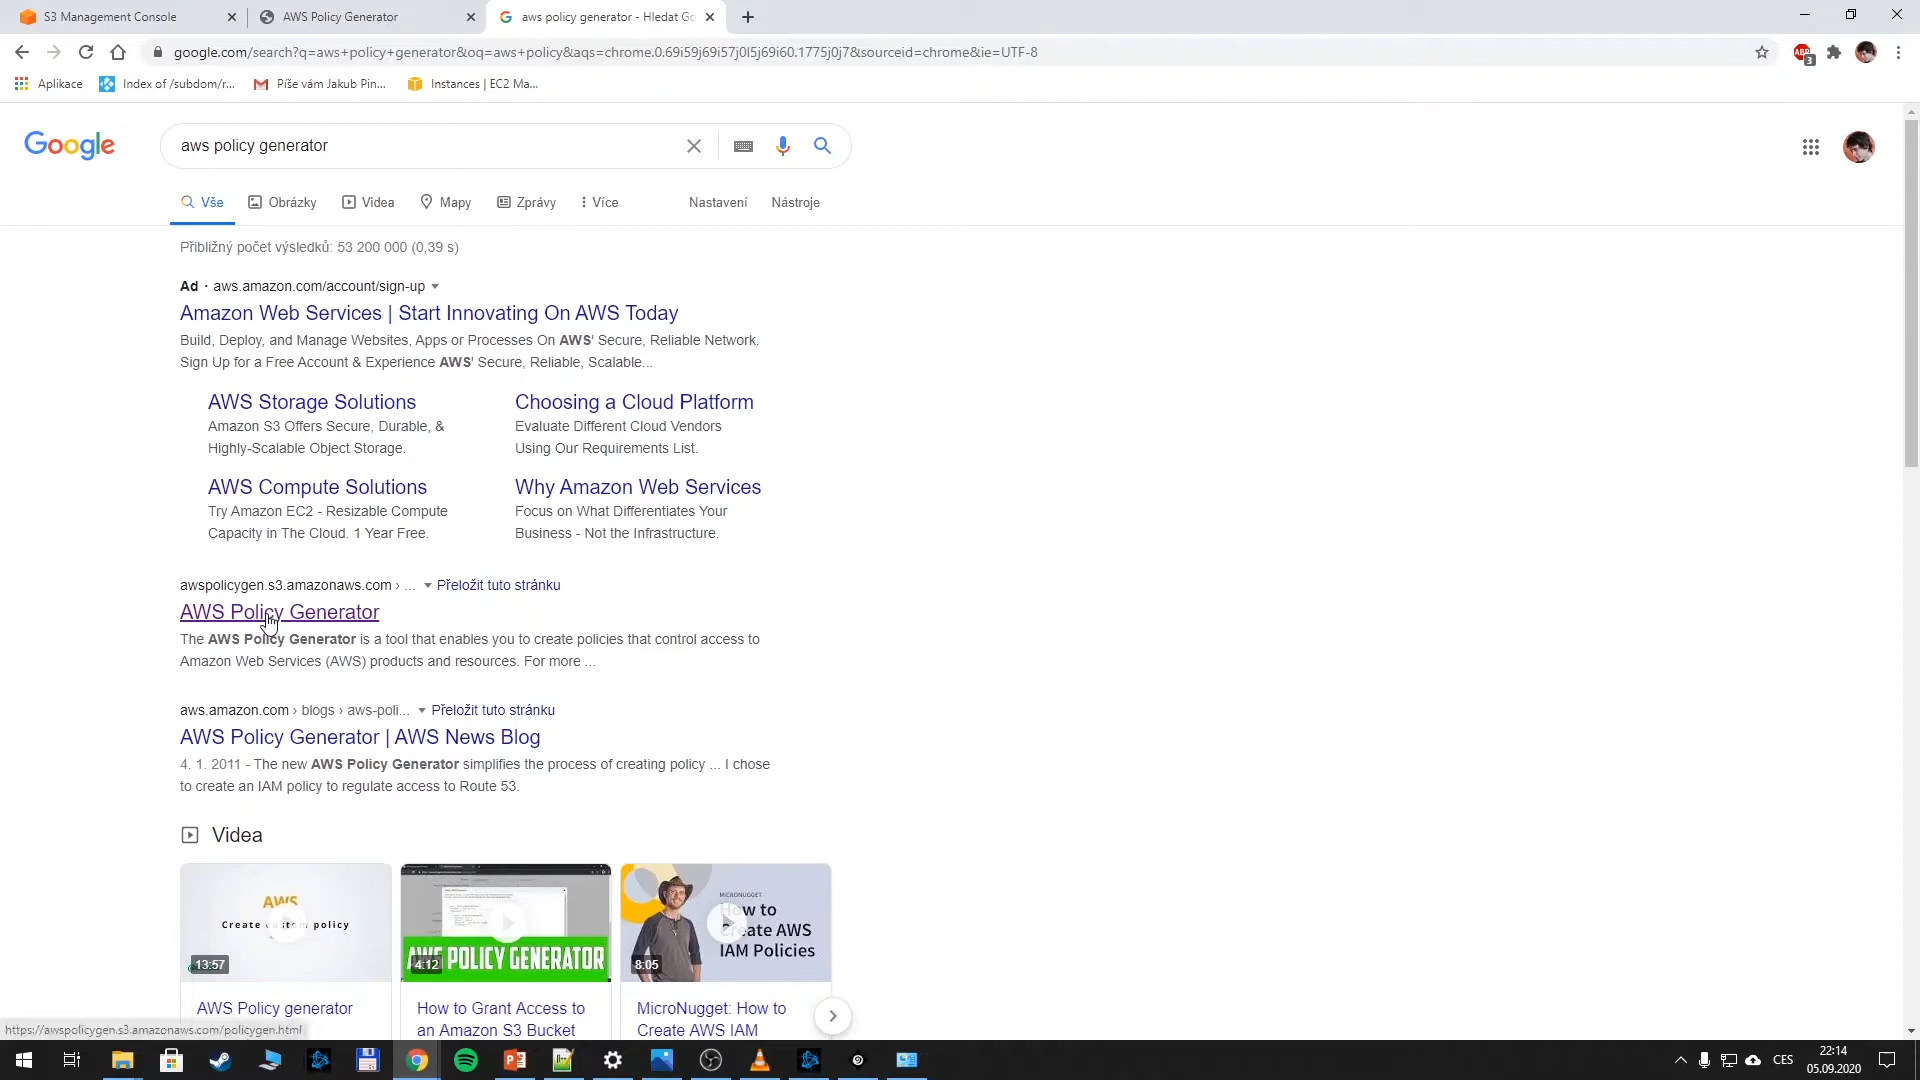 S3 Management Console
AWS Policy Generator
aws policy generator - Hledat Go
google.com/search?q=aws+policy+generator&oq=aws+policy&aqs=chrome.0.69i59j69i57j0l5j69i60.1775j0j7&sourceid=chrome&ie=UTF-8
ABP
3
Aplikace
Index of /subdom/r...
Píše vám Jakub Pin...
Instances | EC2 Ma...
Google
aws policy generator
Vše
Obrázky
Videa
Mapy
Zprávy
Více
Nastavení
Nástroje
Přibližný počet výsledků: 53 200 000 (0,39 s)
Ad · aws.amazon.com/account/sign-up
Amazon Web Services | Start Innovating On AWS Today
Build, Deploy, and Manage Websites, Apps or Processes On AWS' Secure, Reliable Network.
Sign Up for a Free Account & Experience AWS' Secure, Reliable, Scalable...
AWS Storage Solutions
Amazon S3 Offers Secure, Durable, &
Highly-Scalable Object Storage.
Choosing a Cloud Platform
Evaluate Different Cloud Vendors
Using Our Requirements List.
AWS Compute Solutions
Try Amazon EC2 - Resizable Compute
Capacity in The Cloud. 1 Year Free.
Why Amazon Web Services
Focus on What Differentiates Your
Business - Not the Infrastructure.
awspolicygen.s3.amazonaws.com › ... Přeložit tuto stránku
AWS Policy Generator
The AWS Policy Generator is a tool that enables you to create policies that control access to
Amazon Web Services (AWS) products and resources. For more ...
aws.amazon.com › blogs › aws-poli... Přeložit tuto stránku
AWS Policy Generator | AWS News Blog
4. 1. 2011 - The new AWS Policy Generator simplifies the process of creating policy ... I chose
to create an IAM policy to regulate access to Route 53.
Videa
AWS
Create custom policy
13:57
AWS Policy generator
AWS POLICY GENERATOR
4:12
How to Grant Access to
an Amazon S3 Bucket
MICRONUGGET
How to
Create AWS
IAM Policies
8:05
MicroNugget: How to
Create AWS IAM
https://awspolicygen.s3.amazonaws.com/policygen.html
CES
22:14
05.09.2020